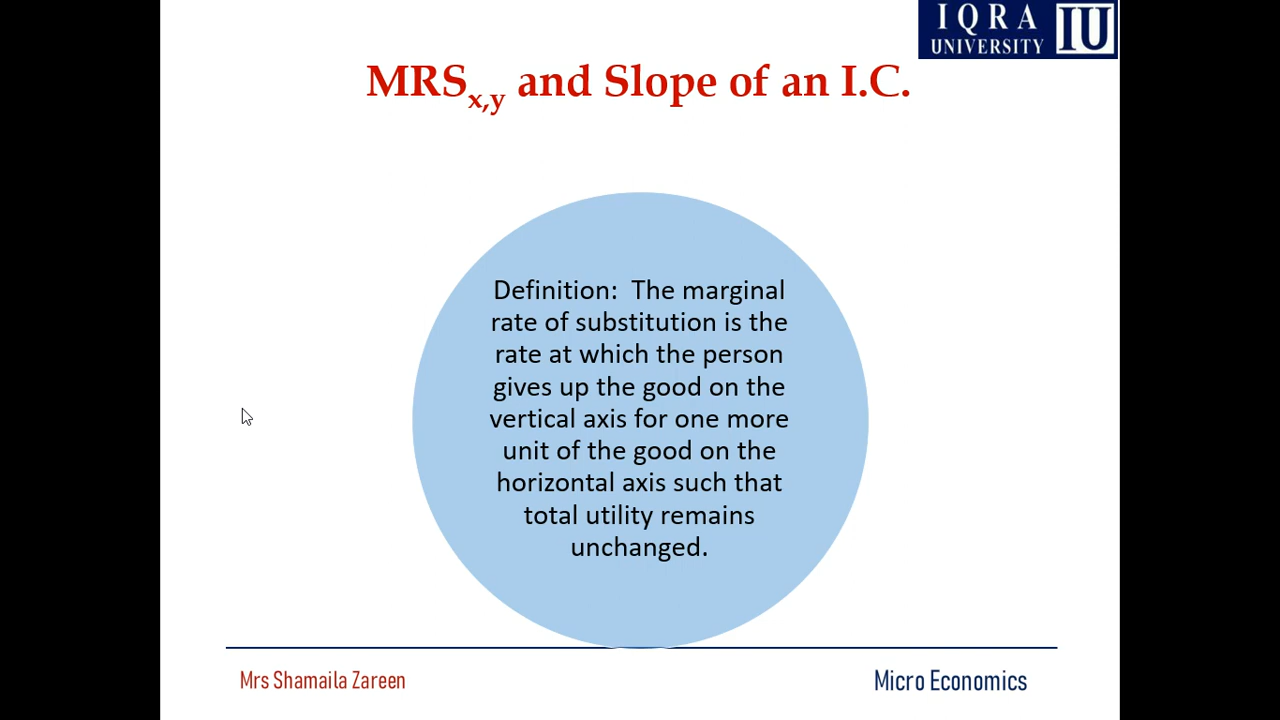 IQRA
UNIVERSITY IU
MRSx,y and Slope of an I.C.
Definition: The marginal
rate of substitution is the
rate at which the person
gives up the good on the
vertical axis for one more
unit of the good on the
horizontal axis such that
total utility remains
unchanged.
Mrs Shamaila Zareen
Micro Economics